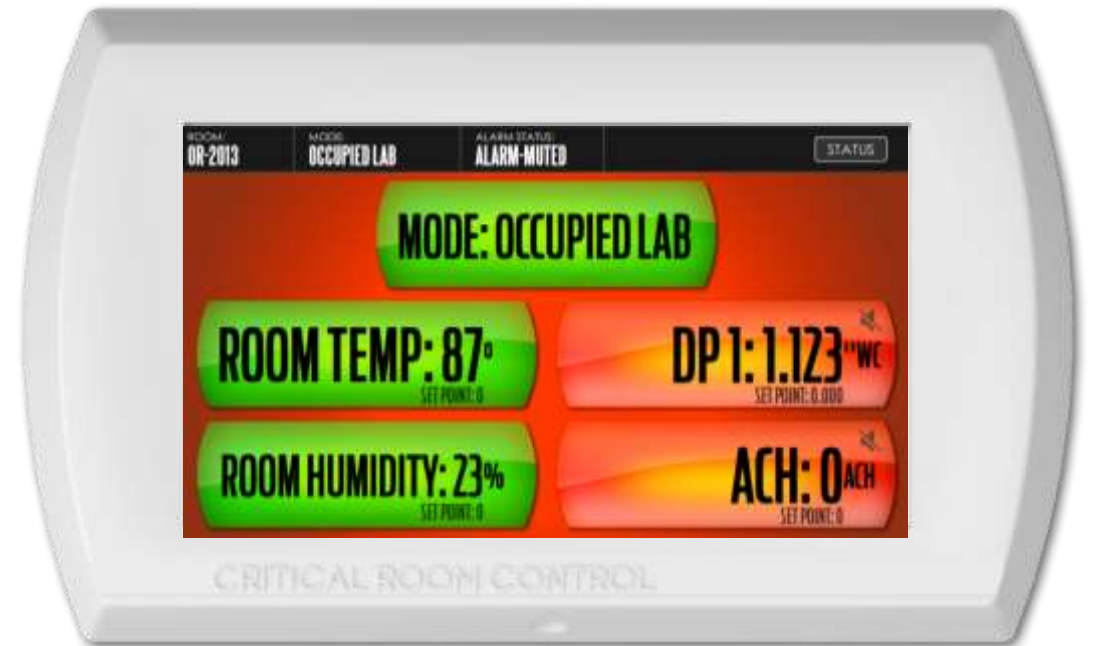 ROOM:
OR-2013
MODE:
OCCUPIED LAB
ALARM STATUS:
ALARM-MUTED
STATUS
MODE: OCCUPIED LAB
ROOM TEMP: 87°
SET POINT: 0
DP 1: 1.123"WC
SET POINT: 0.000
ROOM HUMIDITY: 23%
SET POINT: 0
ACH: 0 ACH
SET POINT: 0
CRITICAL ROOM CONTROL